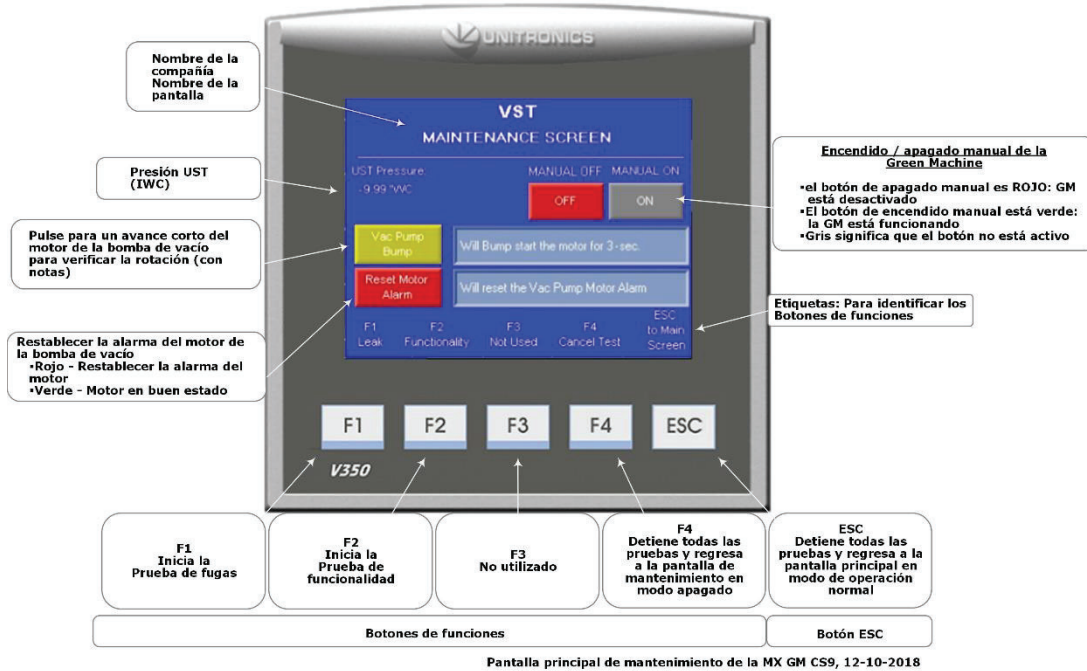 UNITRONICS
Nombre de la
compañía
Nombre de la
pantalla
VST
MAINTENANCE SCREEN
Presión UST
(IWC)
UST Pressure:
-9.99 "WC
MANUAL OFF MANUAL ON
OFF ON
Encendido / apagado manual de la
Green Machine
▪el botón de apagado manual es ROJO: GM
está desactivado
▪El botón de encendido manual está verde:
la GM está funcionando
▪Gris significa que el botón no está activo
Pulse para un avance corto del
motor de la bomba de vacío
para verificar la rotación (con
notas)
Vac Pump
Bump
Will Bump start the motor for 3-sec.
Reset Motor
Alarm
Will reset the Vac Pump Motor Alarm
Etiquetas: Para identificar los
Botones de funciones
Restablecer la alarma del motor de
la bomba de vacío
▪Rojo - Restablecer la alarma del
motor
▪Verde - Motor en buen estado
F1
Leak
F2
Functionality
F3
Not Used
F4
Cancel Test
ESC
to Main
Screen
F1 F2 F3 F4 ESC
V350
F1
Inicia la
Prueba de fugas
F2
Inicia la
Prueba de
funcionalidad
F3
No utilizado
F4
Detiene todas las
pruebas y regresa
a la pantalla de
mantenimiento en
modo apagado
ESC
Detiene todas las
pruebas y regresa a la
pantalla principal en
modo de operación
normal
Botones de funciones
Botón ESC
Pantalla principal de mantenimiento de la MX GM CS9, 12-10-2018